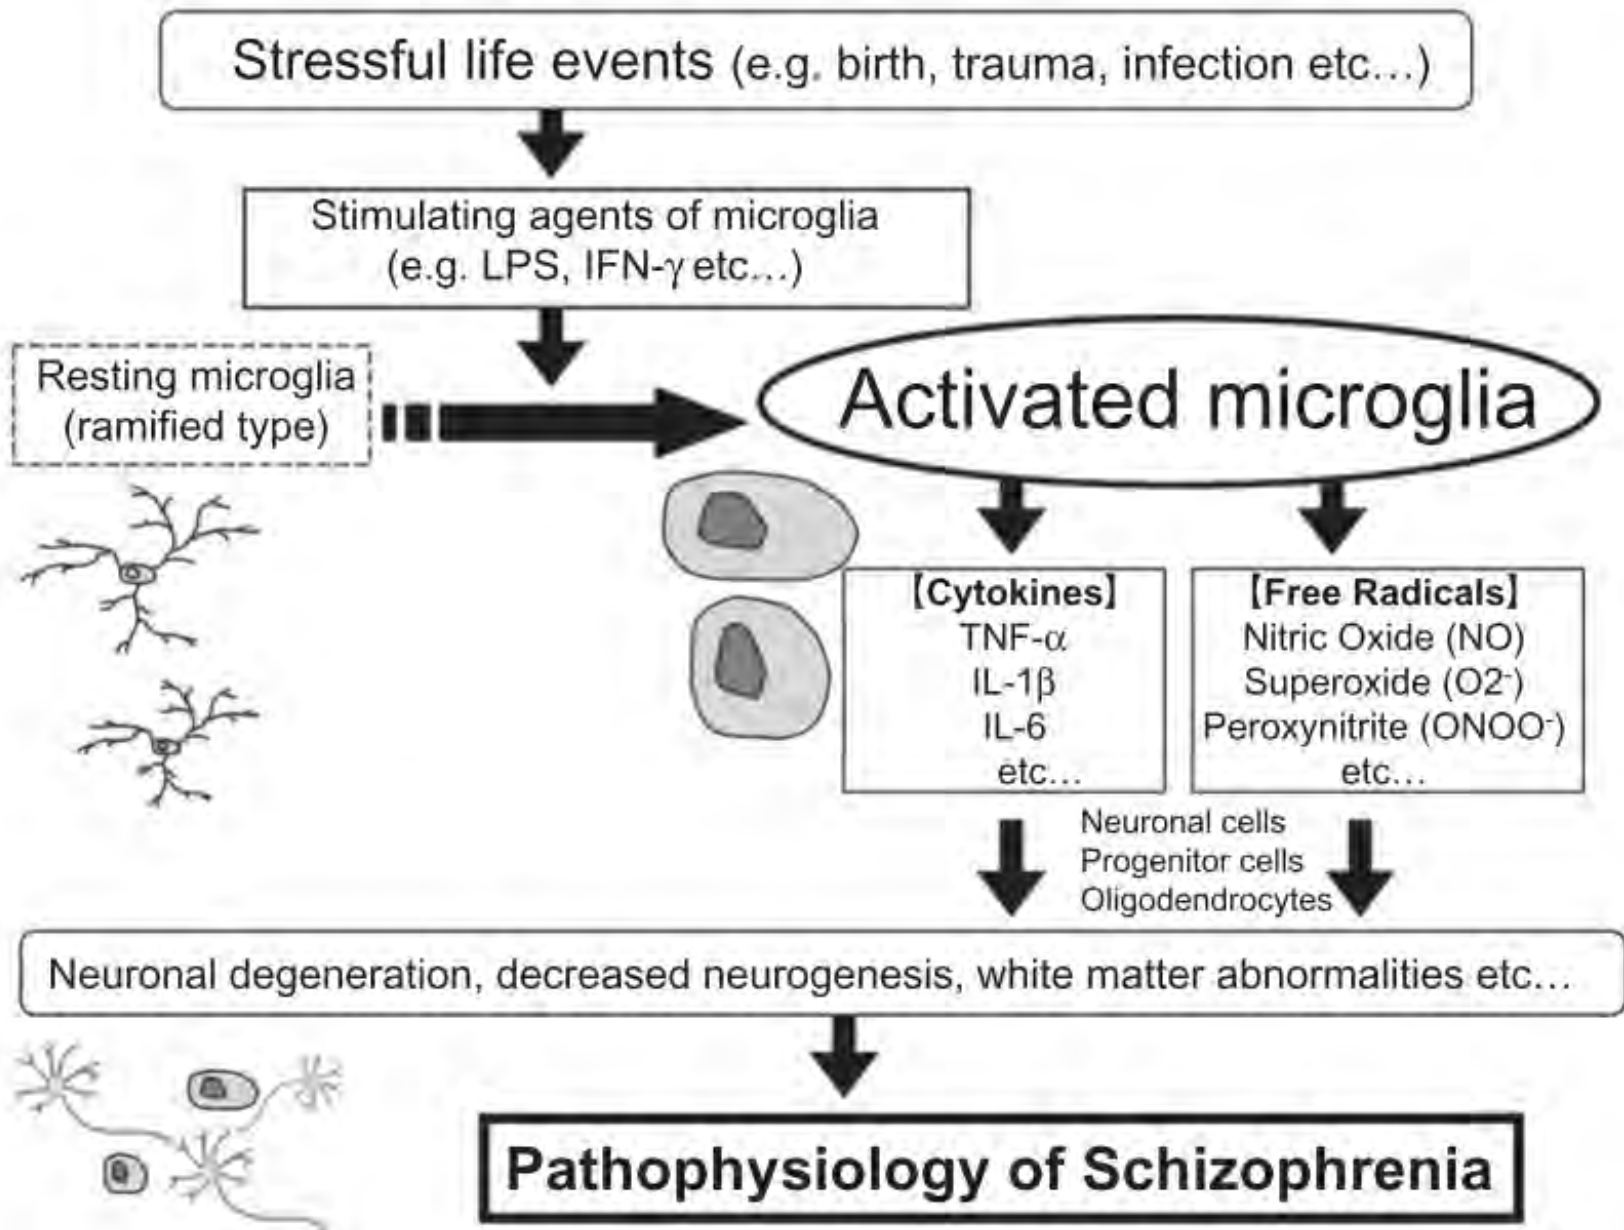 Stressful life events (e.g. birth, trauma, infection etc…)
Stimulating agents of microglia
(e.g. LPS, IFN-γ etc…)
Resting microglia
(ramified type)
Activated microglia
【Cytokines】
TNF-α
IL-1β
IL-6
etc…
【Free Radicals】
Nitric Oxide (NO)
Superoxide (O2⁻)
Peroxynitrite (ONOO⁻)
etc…
Neuronal cells
Progenitor cells
Oligodendrocytes
Neuronal degeneration, decreased neurogenesis, white matter abnormalities etc…
Pathophysiology of Schizophrenia